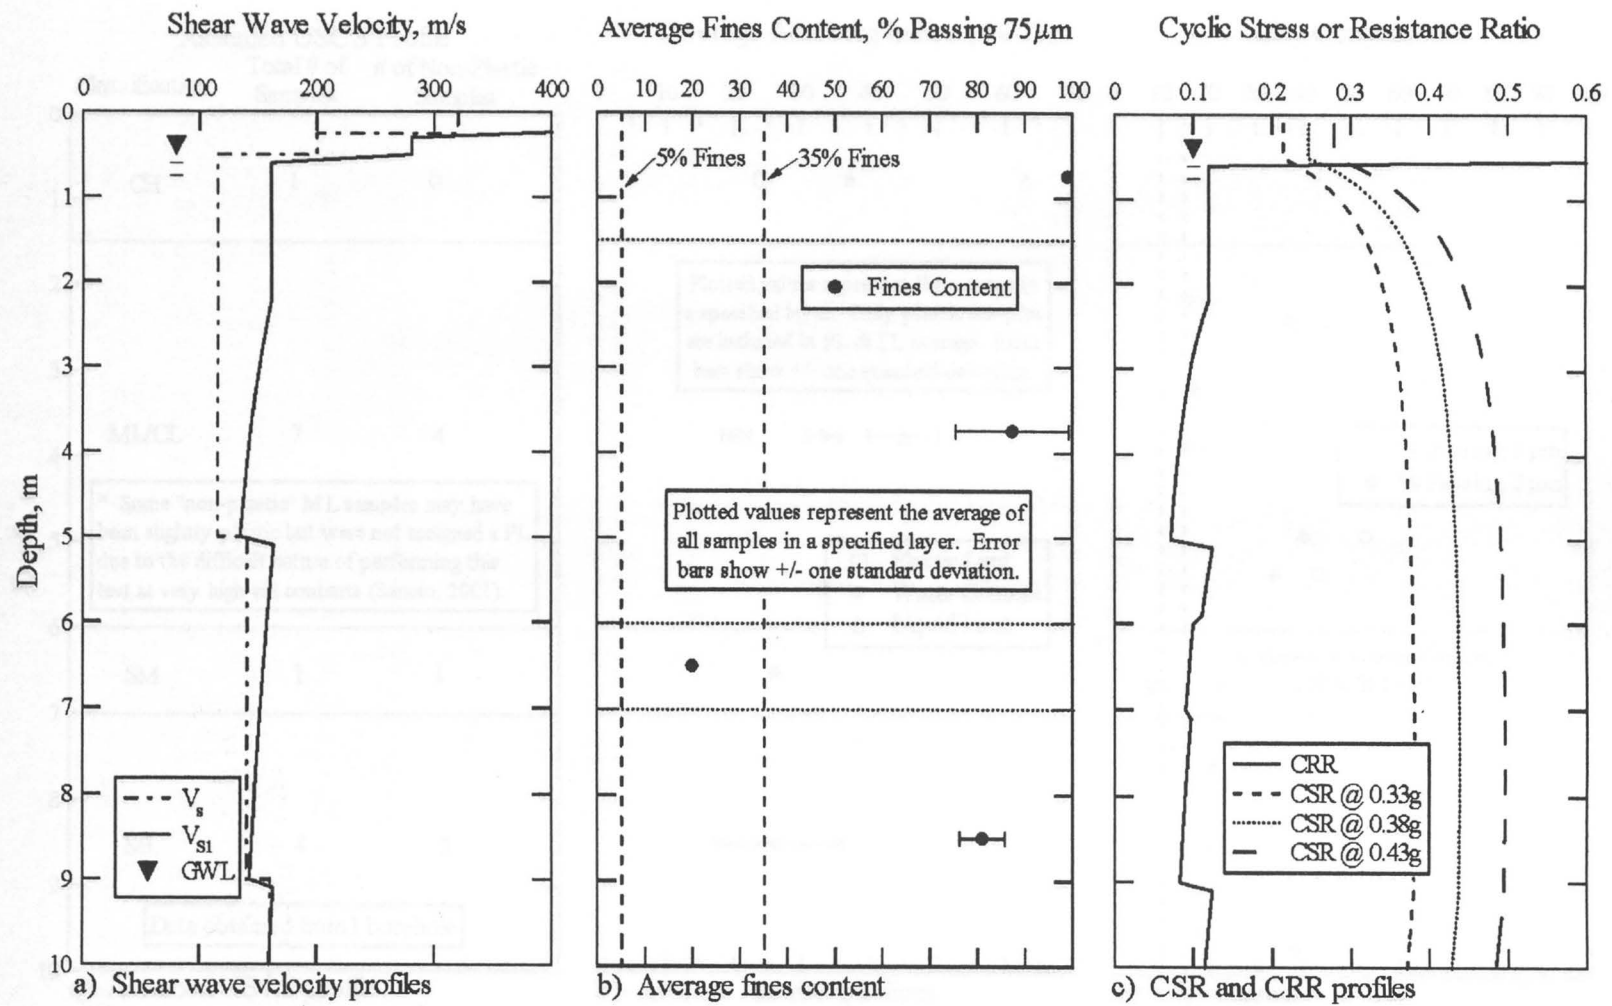 Shear Wave Velocity, m/s
100 200 300 400
0
1
2
3
4
5
6
7
8
9
10
Depth, m
Vs
Vs1
GWL
a) Shear wave velocity profiles
Average Fines Content, % Passing 75μm
0 10 20 30 40 50 60 70 80 90 100
5% Fines
35% Fines
Fines Content
Plotted values represent the average of
all samples in a specified layer. Error
bars show +/- one standard deviation.
b) Average fines content
Cyclic Stress or Resistance Ratio
0 0.1 0.2 0.3 0.4 0.5 0.6
CRR
CSR @ 0.33g
CSR @ 0.38g
CSR @ 0.43g
c) CSR and CRR profiles